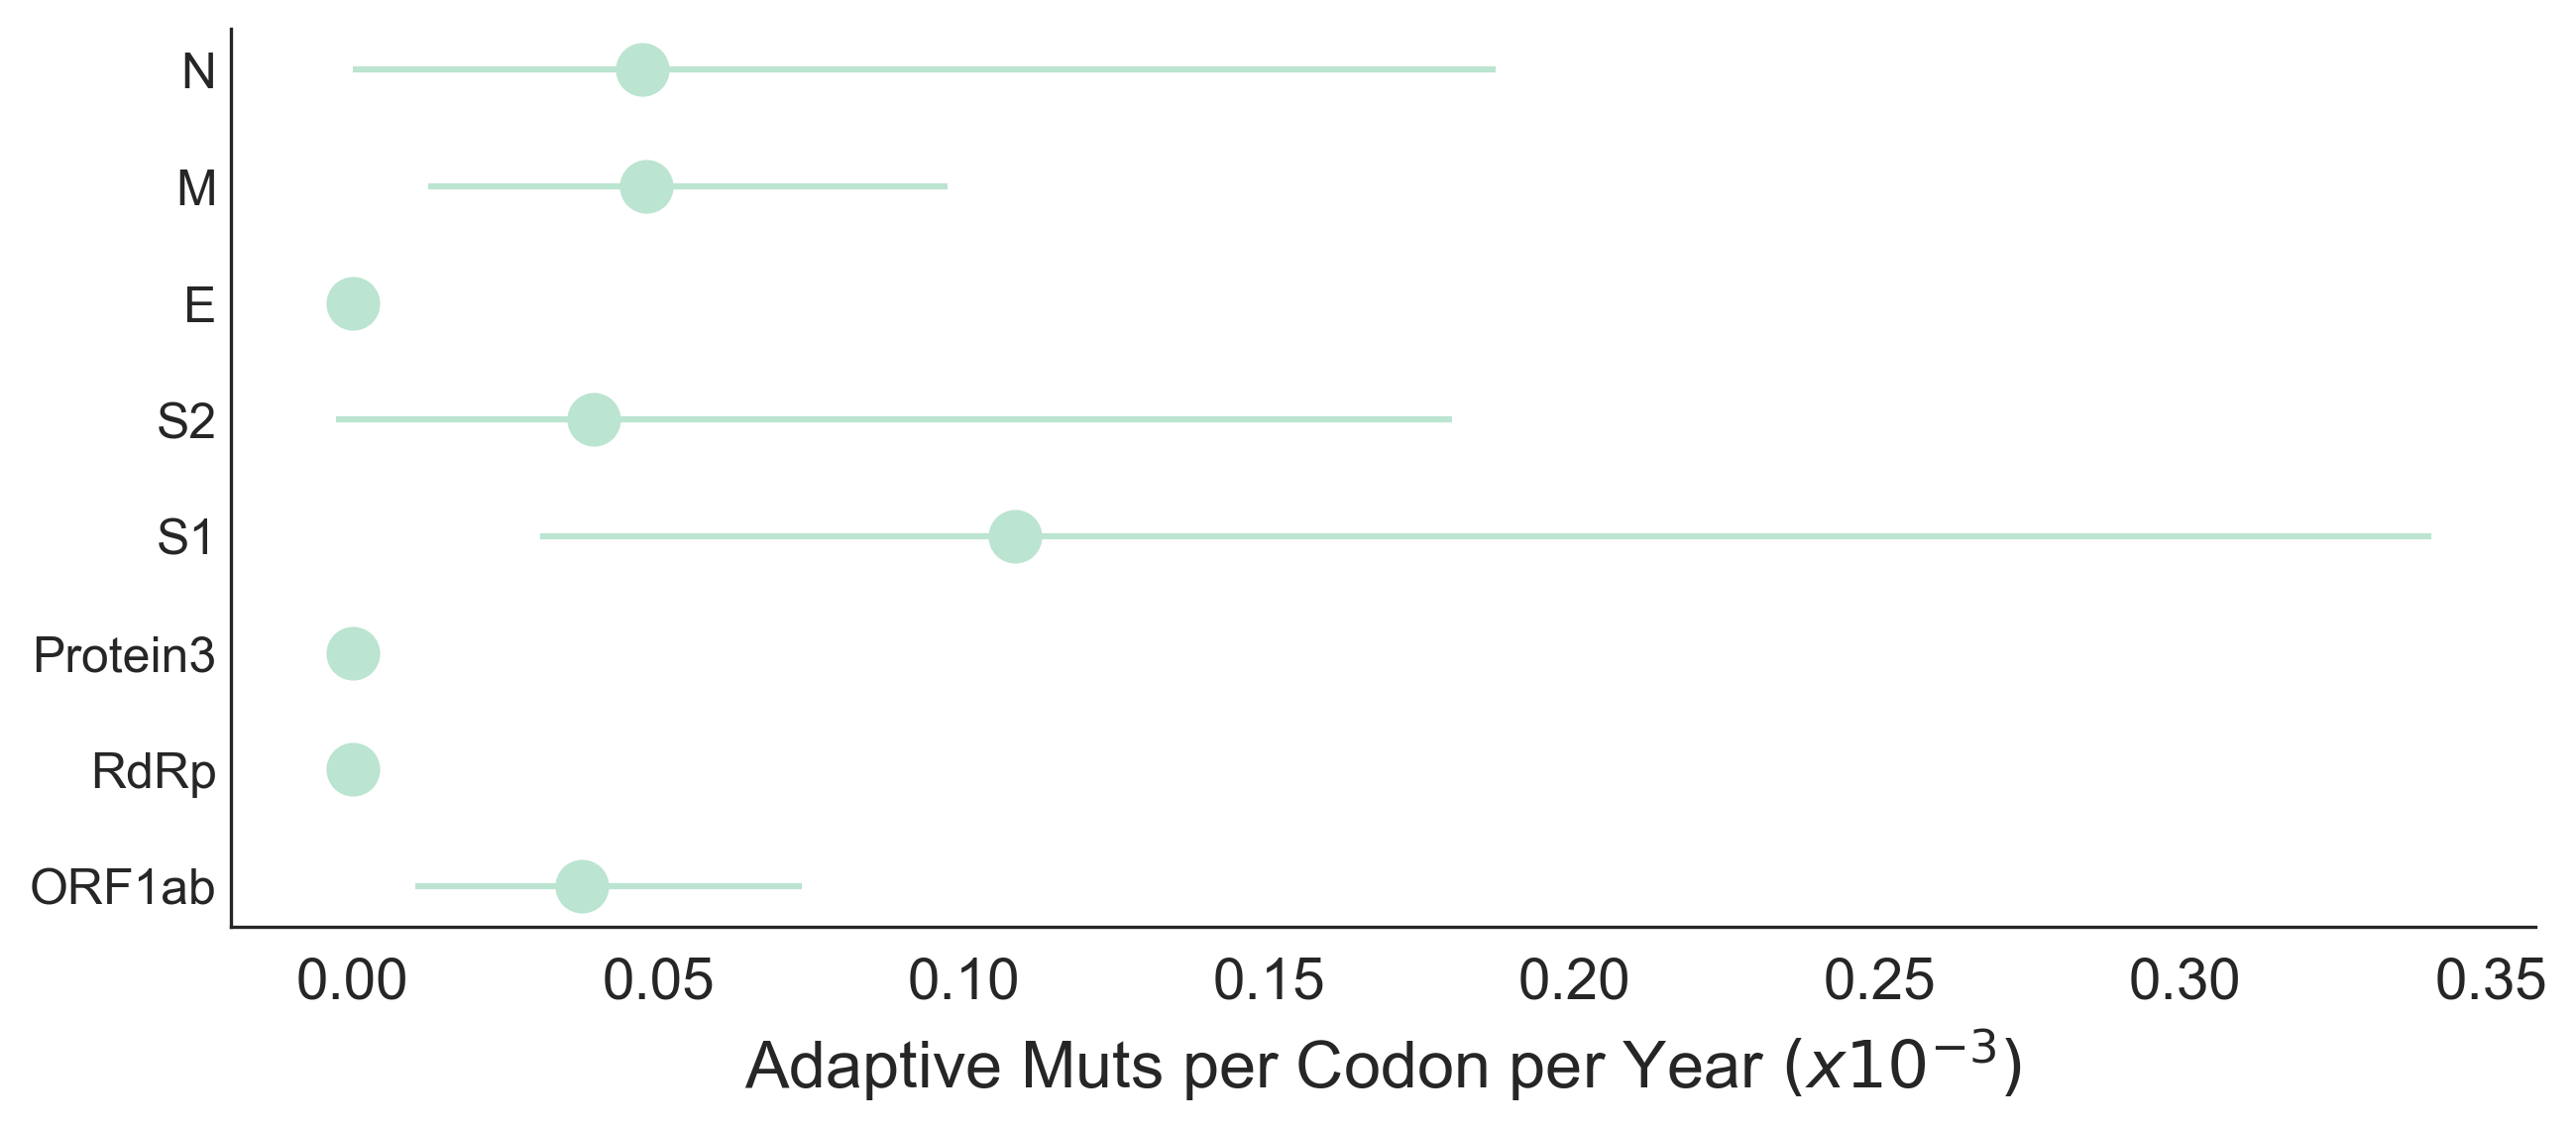 N
M
E
S2
S1
Protein3
RdRp
ORF1ab
0.00 0.05 0.10 0.15 0.20 0.25 0.30 0.35
Adaptive Muts per Codon per Year (x10⁻³)